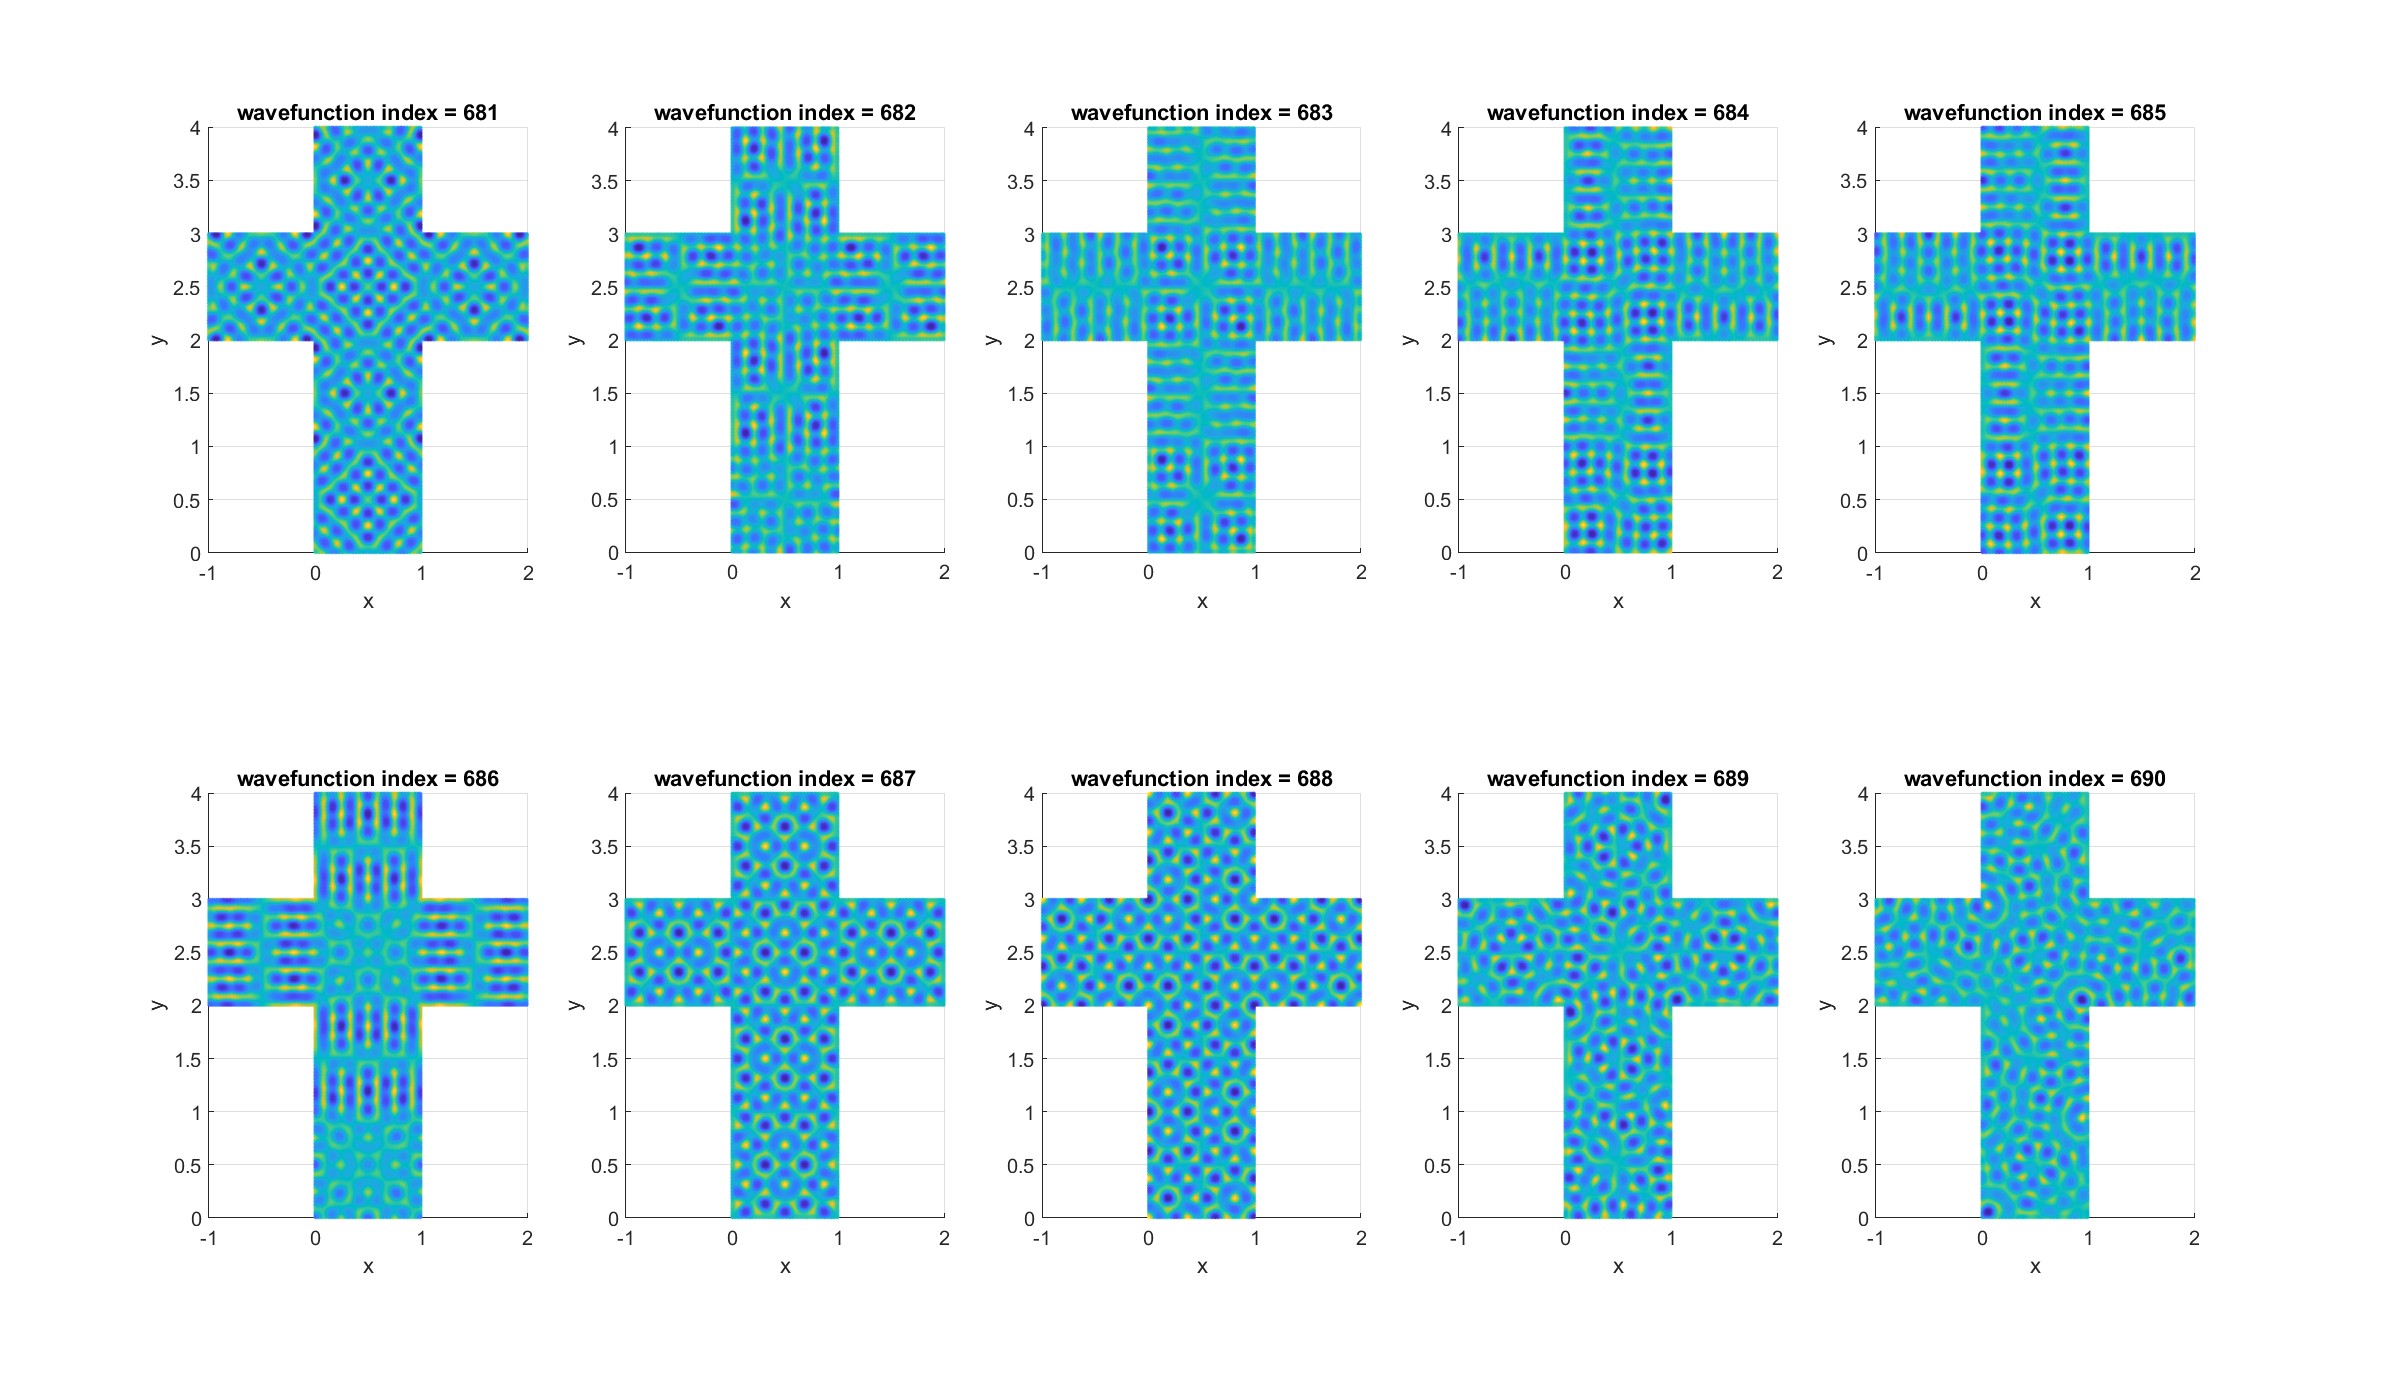 wavefunction index = 681
wavefunction index = 682
wavefunction index = 683
wavefunction index = 684
wavefunction index = 685
4 4 4 4 4
3.5 3.5 3.5 3.5 3.5
3 3 3 3 3
2.5 2.5 2.5 2.5 2.5
y y y y y
2 2 2 2 2
1.5 1.5 1.5 1.5 1.5
1 1 1 1 1
0.5 0.5 0.5 0.5 0.5
0 0 0 0 0
-1 0 1 2 -1 0 1 2 -1 0 1 2 -1 0 1 2 -1 0 1 2
x x x x x
wavefunction index = 686
wavefunction index = 687
wavefunction index = 688
wavefunction index = 689
wavefunction index = 690
4 4 4 4 4
3.5 3.5 3.5 3.5 3.5
3 3 3 3 3
2.5 2.5 2.5 2.5 2.5
y y y y y
2 2 2 2 2
1.5 1.5 1.5 1.5 1.5
1 1 1 1 1
0.5 0.5 0.5 0.5 0.5
0 0 0 0 0
-1 0 1 2 -1 0 1 2 -1 0 1 2 -1 0 1 2 -1 0 1 2
x x x x x